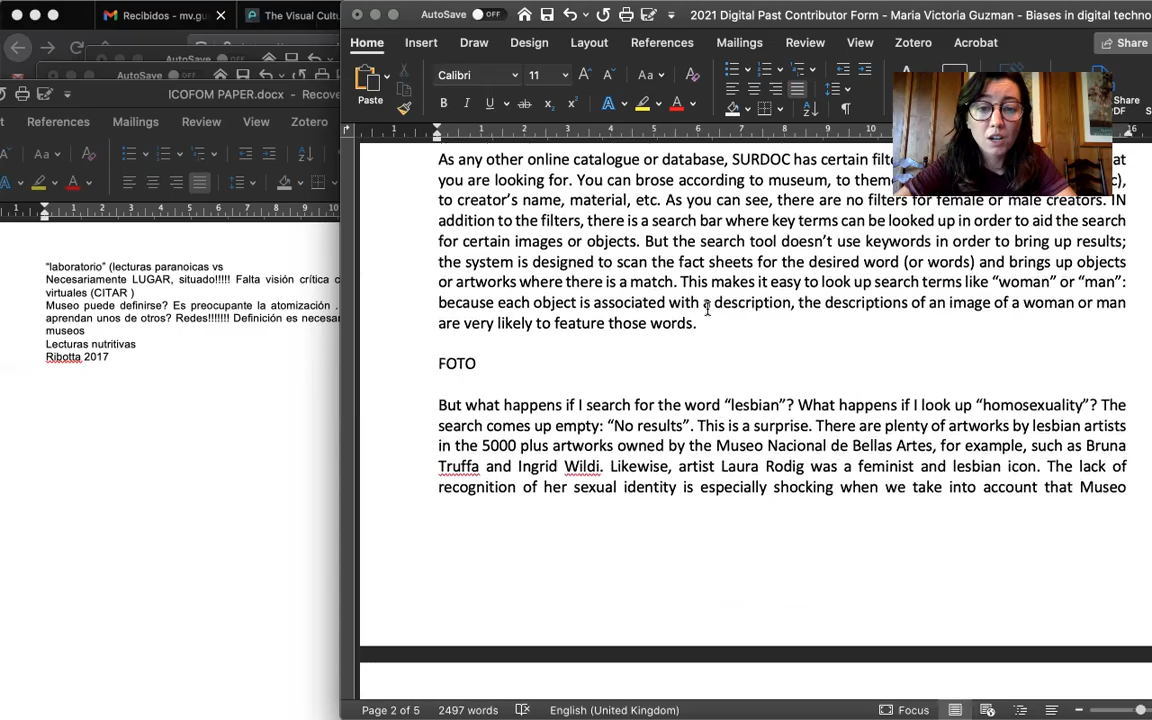 Recibidos - mv.gu
The Visual Cultu
AutoSave OFF
2021 Digital Past Contributor Form - Maria Victoria Guzman - Biases in digital techno
Home Insert Draw Design Layout References Mailings Review View Zotero Acrobat Share
Paste
Calibri 11
AutoSave
ICOFOM PAPER.docx - Recove
References Mailings Review View Zotero
As any other online catalogue or database, SURDOC has certain filte at
you are looking for. You can brose according to museum, to theme c),
to creator’s name, material, etc. As you can see, there are no filters for female or male creators. IN
addition to the filters, there is a search bar where key terms can be looked up in order to aid the search
for certain images or objects. But the search tool doesn’t use keywords in order to bring up results;
the system is designed to scan the fact sheets for the desired word (or words) and brings up objects
or artworks where there is a match. This makes it easy to look up search terms like “woman” or “man”:
because each object is associated with a description, the descriptions of an image of a woman or man
are very likely to feature those words.
FOTO
But what happens if I search for the word “lesbian”? What happens if I look up “homosexuality”? The
search comes up empty: “No results”. This is a surprise. There are plenty of artworks by lesbian artists
in the 5000 plus artworks owned by the Museo Nacional de Bellas Artes, for example, such as Bruna
Truffa and Ingrid Wildi. Likewise, artist Laura Rodig was a feminist and lesbian icon. The lack of
recognition of her sexual identity is especially shocking when we take into account that Museo
“laboratorio” (lecturas paranoicas vs
Necesariamente LUGAR, situado!!!!! Falta visión crítica c
virtuales (CITAR )
Museo puede definirse? Es preocupante la atomización .
aprendan unos de otros? Redes!!!!!!! Definición es necesar
museos
Lecturas nutritivas
Ribotta 2017
Page 2 of 5 2497 words English (United Kingdom) Focus